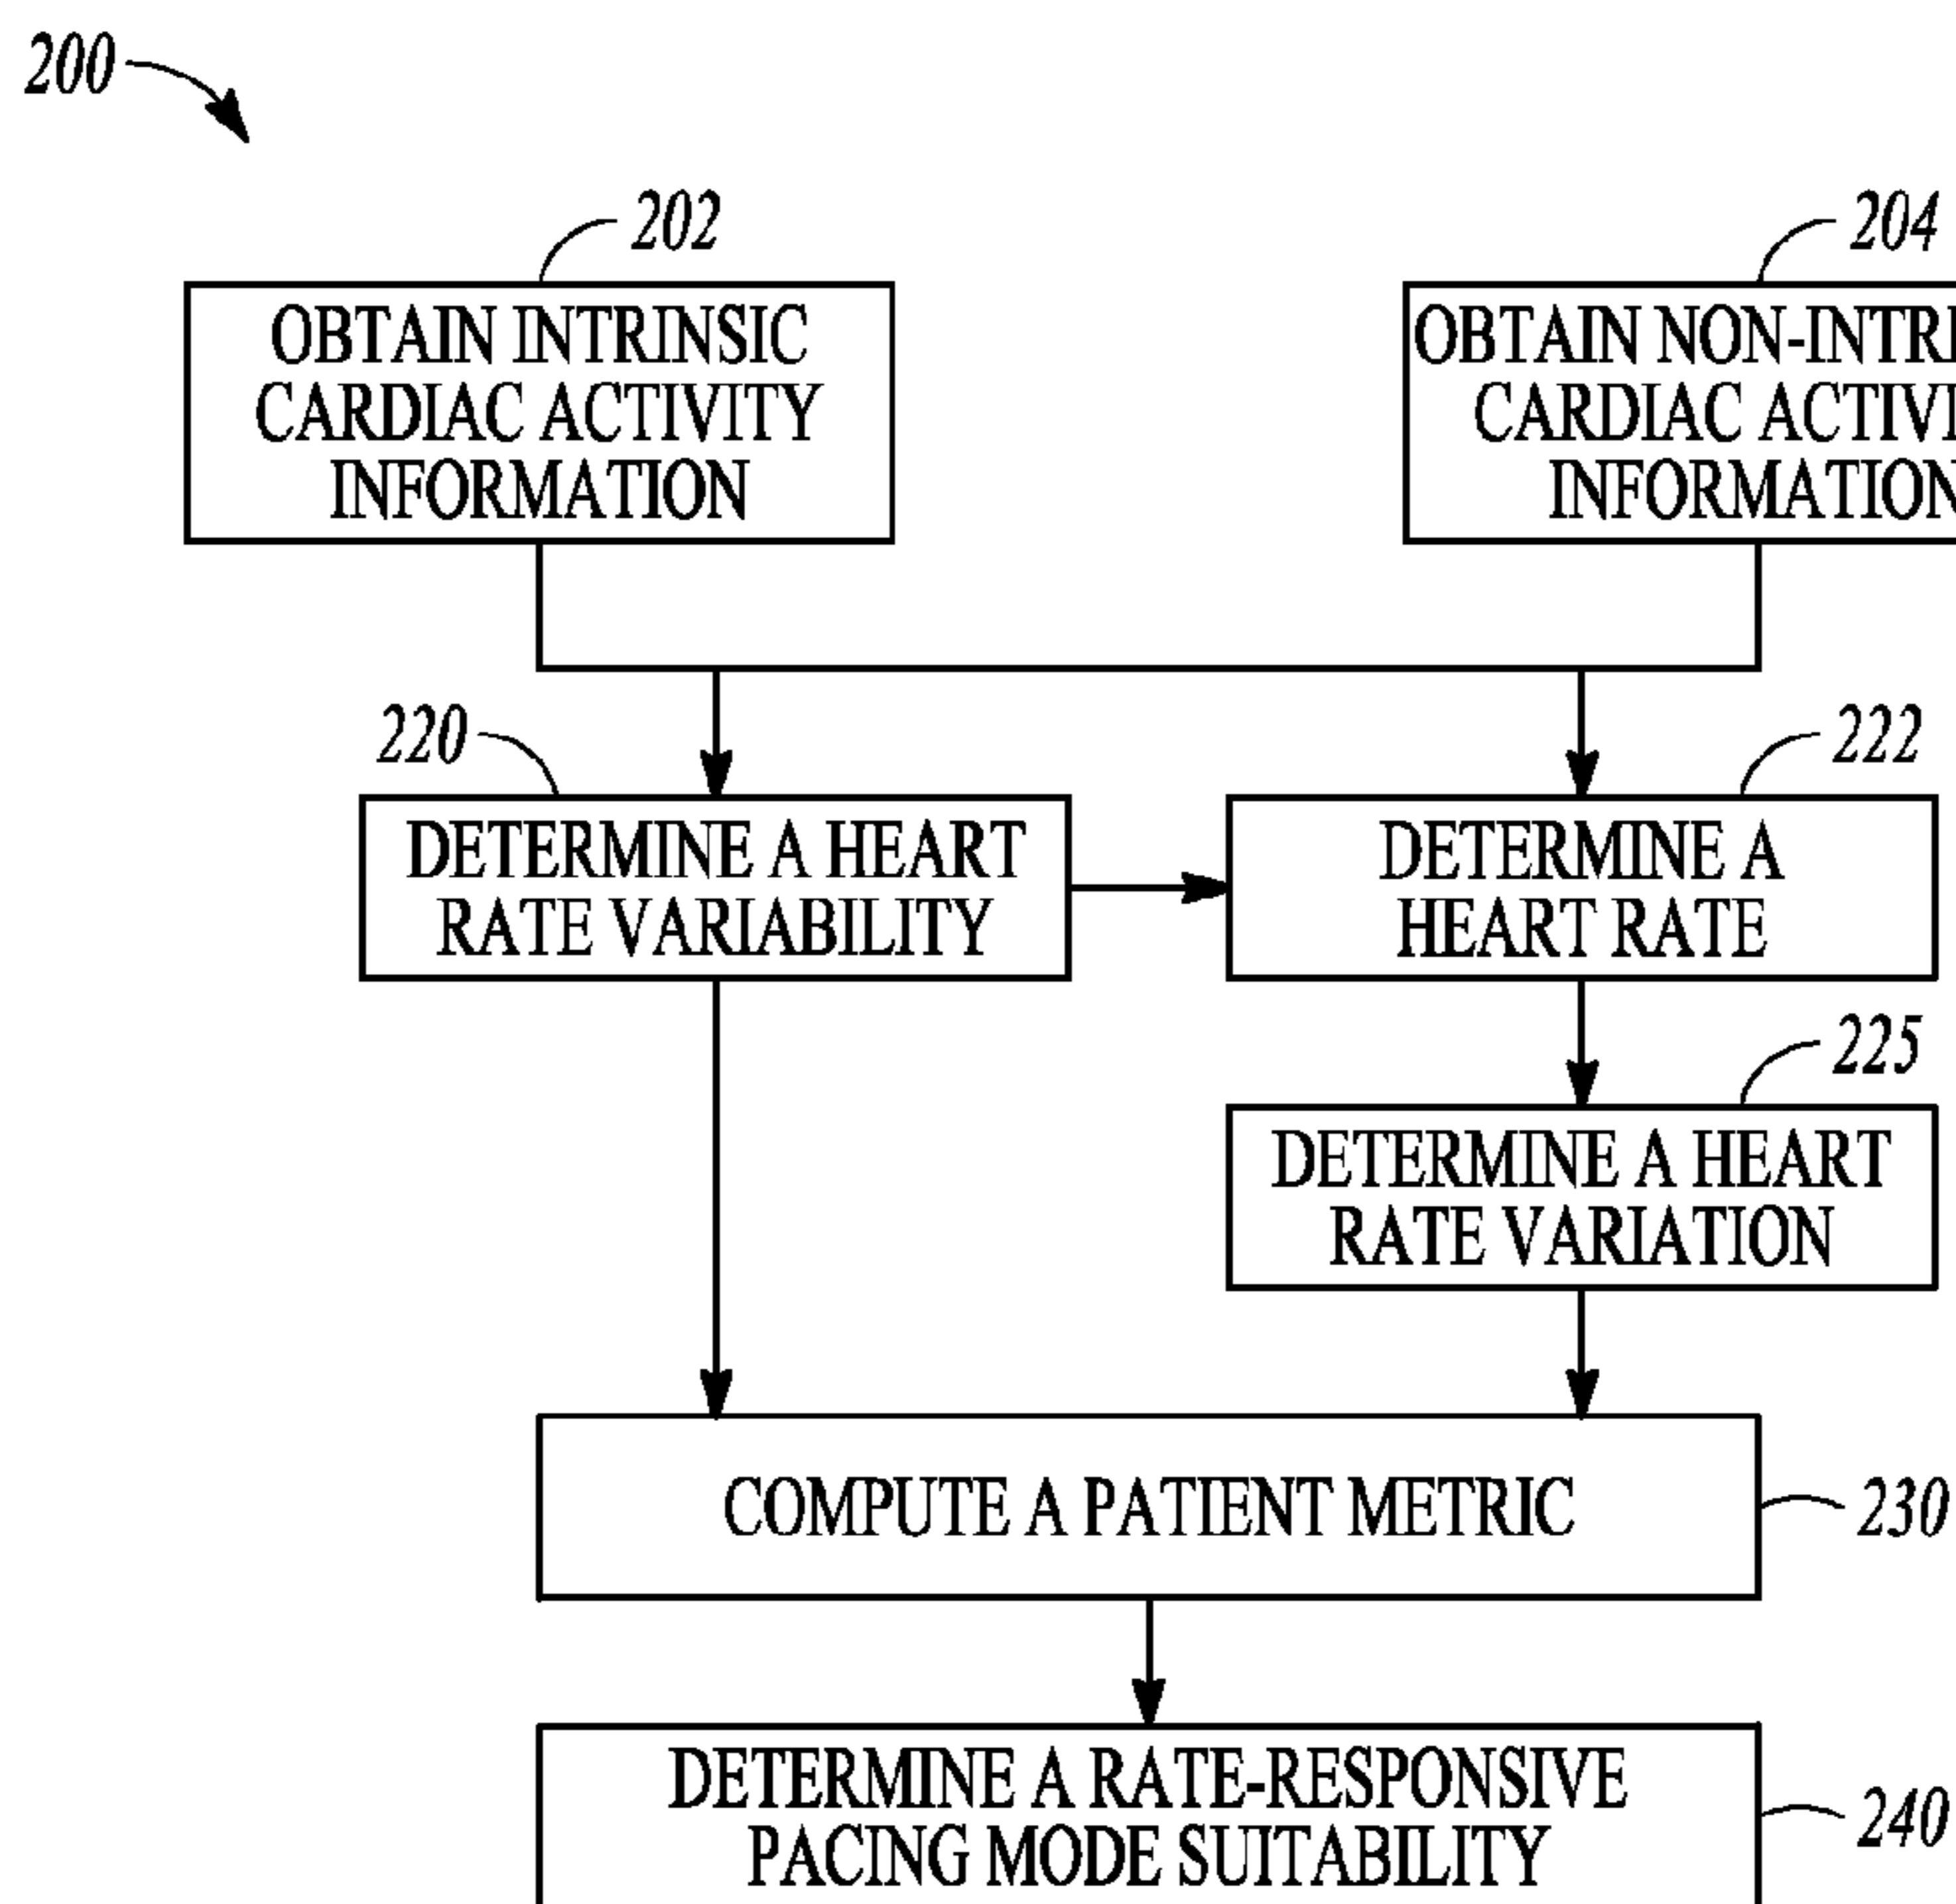 200
202
204
OBTAIN INTRINSIC
CARDIAC ACTIVITY
INFORMATION
OBTAIN NON-INTRI
CARDIAC ACTIVI
INFORMATION
220
222
DETERMINE A HEART
RATE VARIABILITY
DETERMINE A
HEART RATE
225
DETERMINE A HEART
RATE VARIATION
COMPUTE A PATIENT METRIC
230
DETERMINE A RATE-RESPONSIVE
PACING MODE SUITABILITY
240